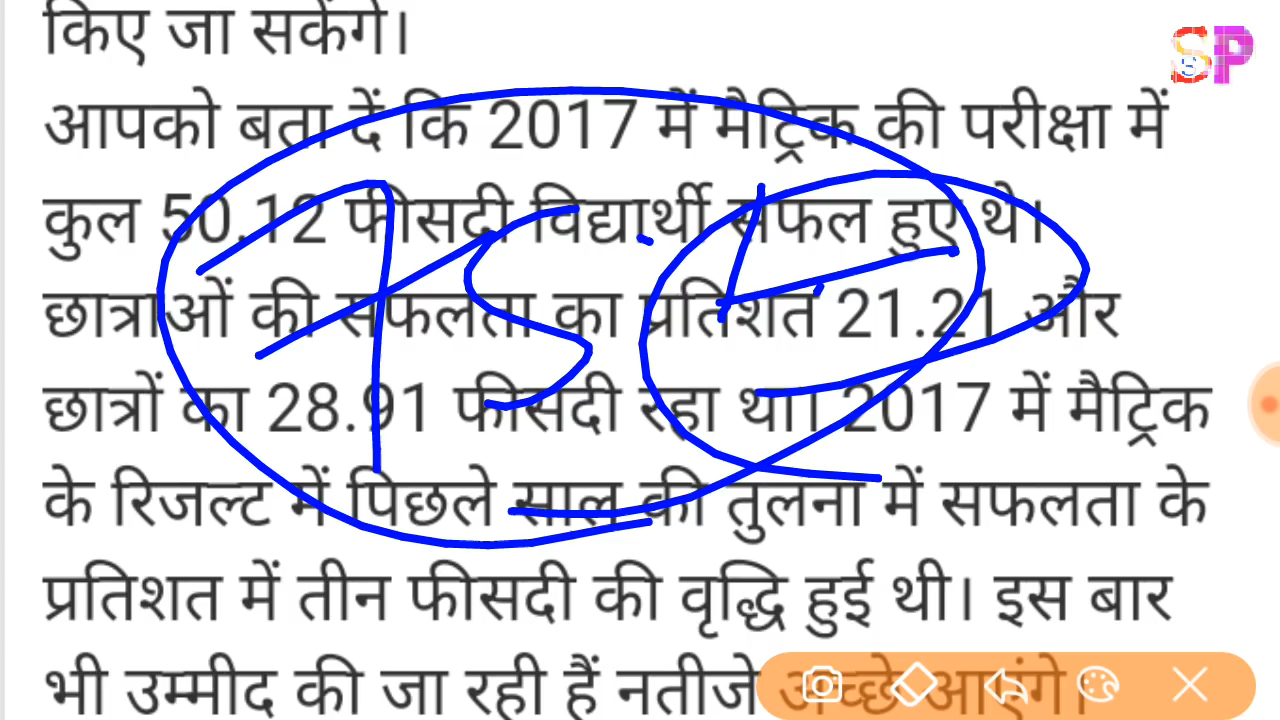 किए जा सकेंगे।
SP
आपको बता दें कि 2017 में मैट्रिक की परीक्षा में
कुल 50.12 फीसदी विद्यार्थी सफल हुए थे।
छात्राओं की सफलता का प्रतिशत 21.21 और
छात्रों का 28.91 फीसदी रहा था। 2017 में मैट्रिक
के रिजल्ट में पिछले साल की तुलना में सफलता के
प्रतिशत में तीन फीसदी की वृद्धि हुई थी। इस बार
भी उम्मीद की जा रही हैं नतीजे अच्छे आएंगे।